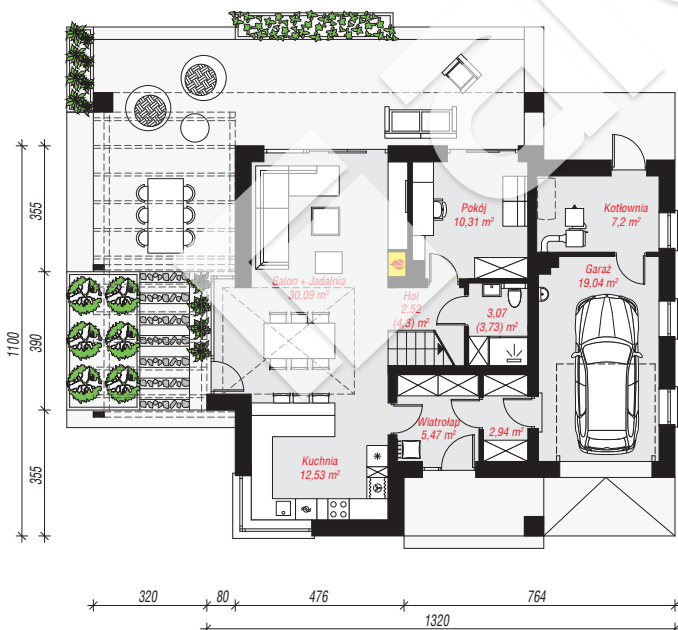 Pokój
10,31 m²
Kotłownia
7,2 m²
Salon + Jadalnia
30,09 m²
Hol
2,52
(4,3) m²
3,07
(3,73) m²
Garaż
19,04 m²
Wiatrołap
5,47 m²
2,94 m²
Kuchnia
12,53 m²
355
390
355
1100
320
80
476
764
1320